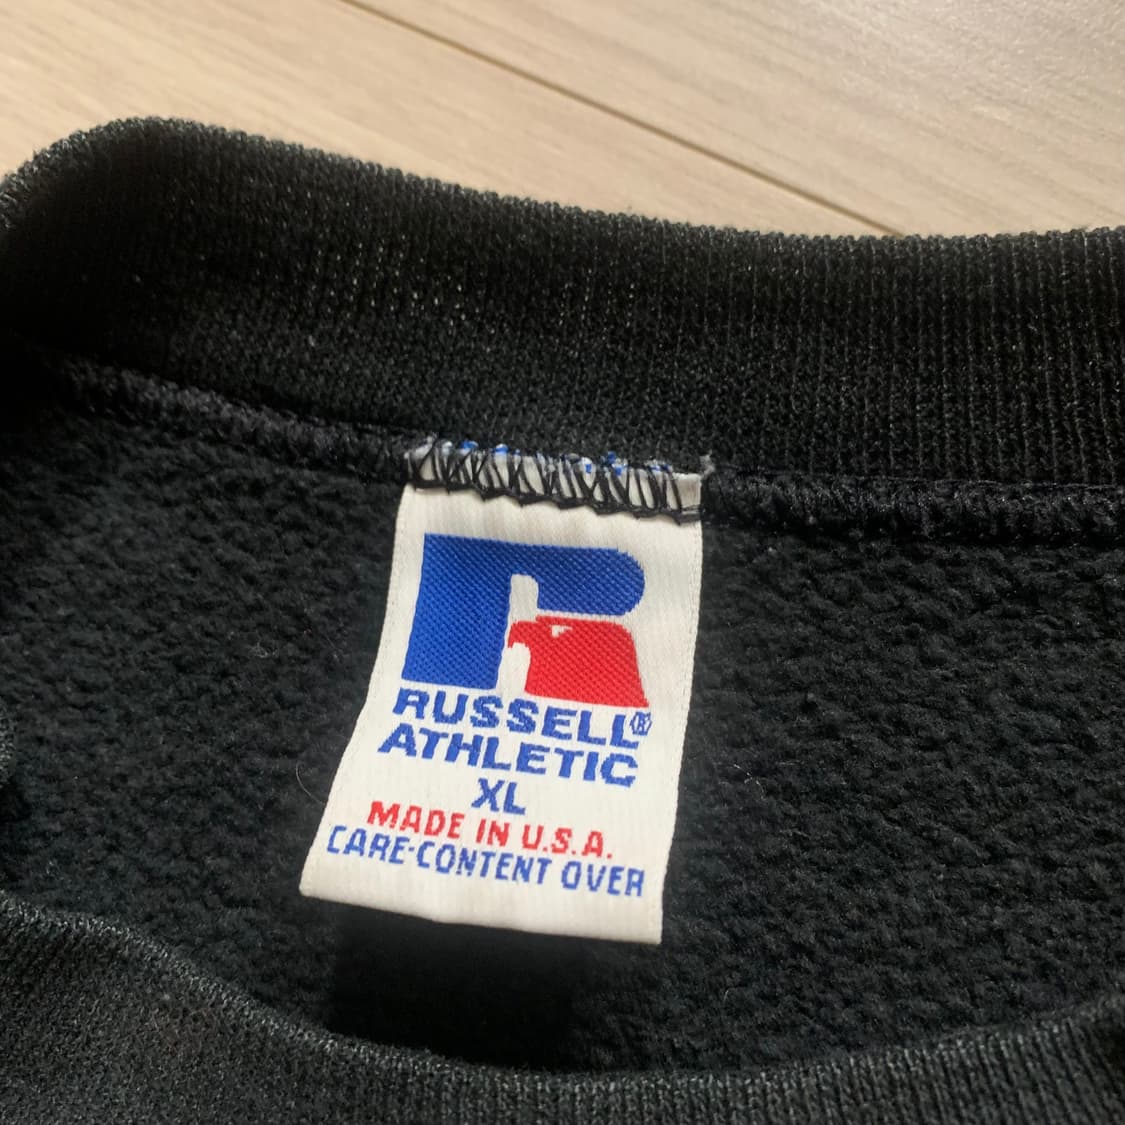 R
RUSSELL®
ATHLETIC
XL
MADE IN U.S.A.
CARE-CONTENT OVER